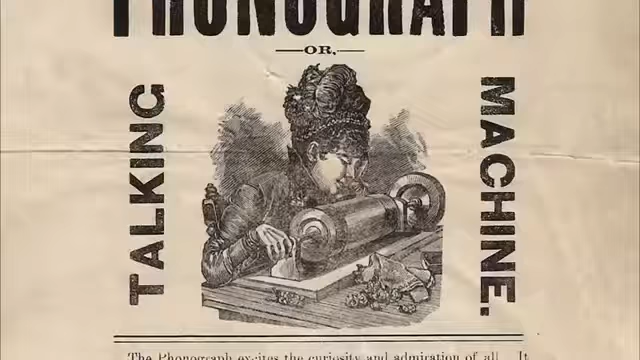 PHONOGRAPH
OR,
TALKING
MACHINE.
The Phonograph excites the curiosity and admiration of all. It